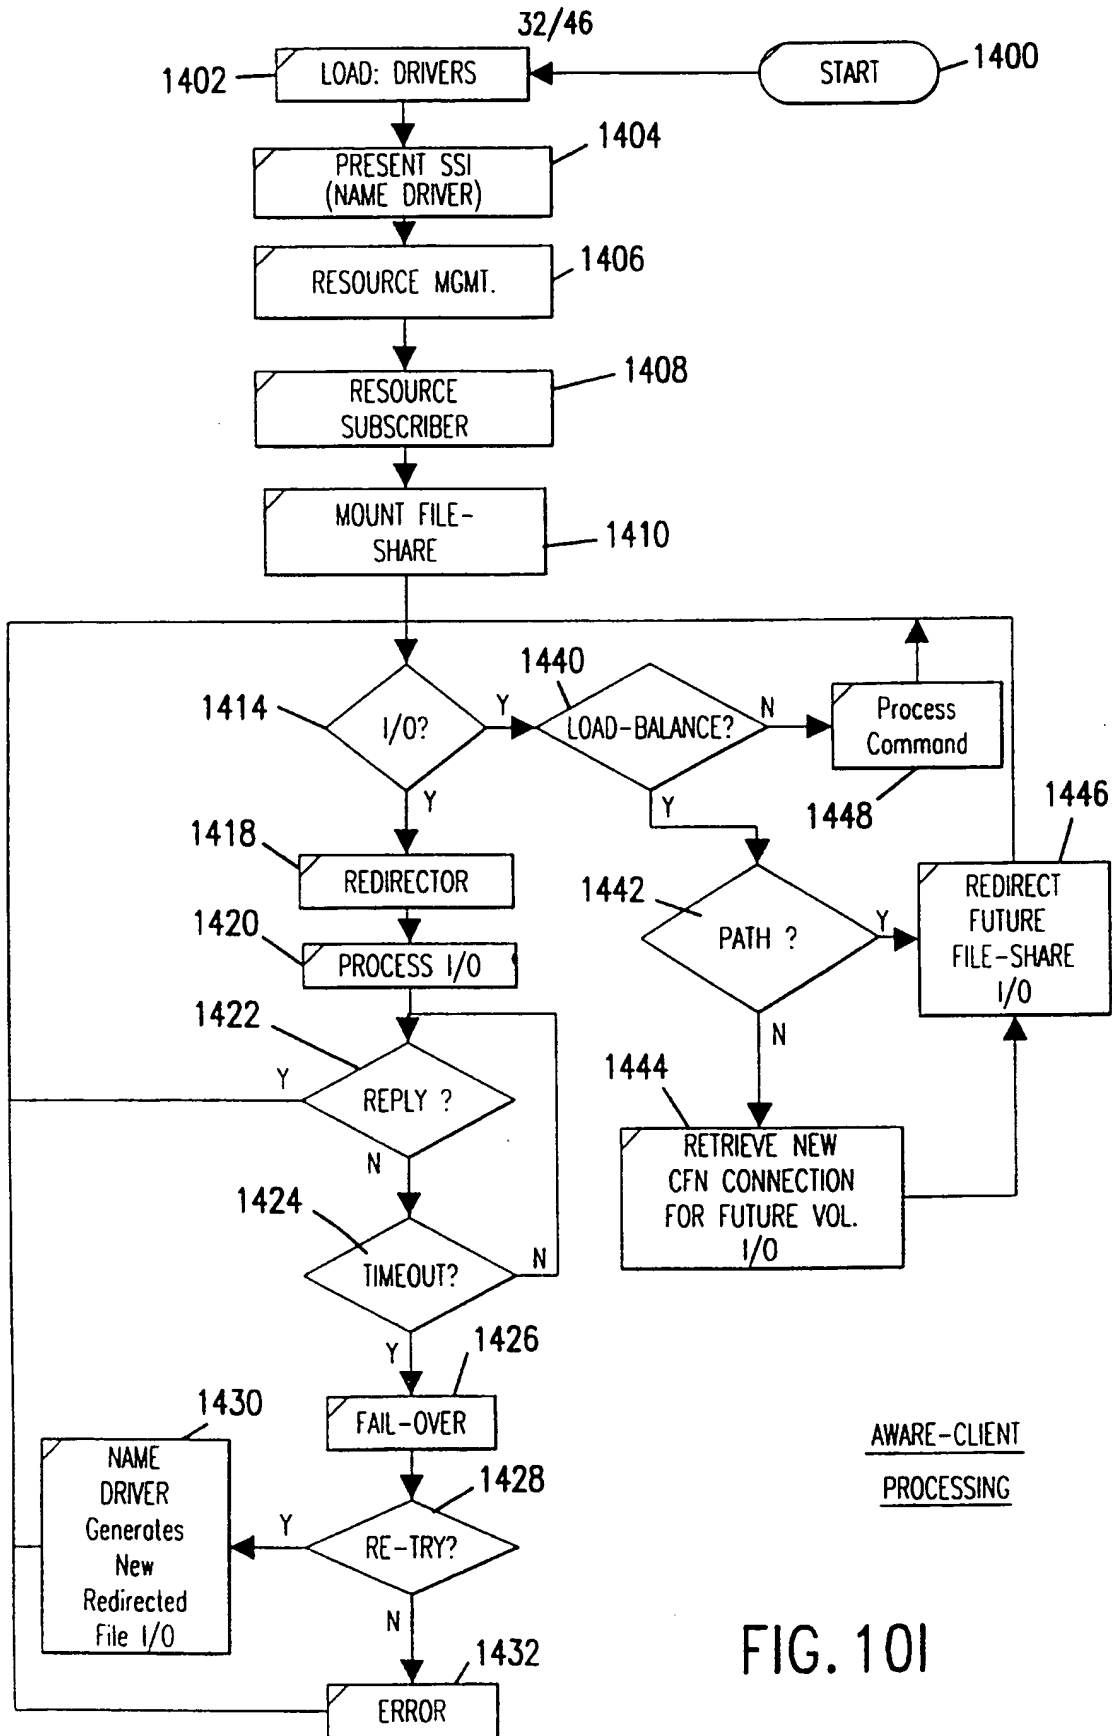 32/46
1402
LOAD: DRIVERS
START
1400
1404
PRESENT SSI
(NAME DRIVER)
1406
RESOURCE MGMT.
1408
RESOURCE
SUBSCRIBER
MOUNT FILE-
SHARE
1410
1414
I/O?
Y
Y
1440
LOAD-BALANCE?
N
Y
Process
Command
1448
1446
1418
REDIRECTOR
1442
PATH ?
Y
N
REDIRECT
FUTURE
FILE-SHARE
I/O
1420
PROCESS I/O
1422
Y
REPLY ?
N
1444
RETRIEVE NEW
CFN CONNECTION
FOR FUTURE VOL.
I/O
1424
TIMEOUT?
N
Y
1426
FAIL-OVER
1430
NAME
DRIVER
Generates
New
Redirected
File I/O
1428
Y
RE-TRY?
N
1432
ERROR
AWARE-CLIENT
PROCESSING
FIG. 10I